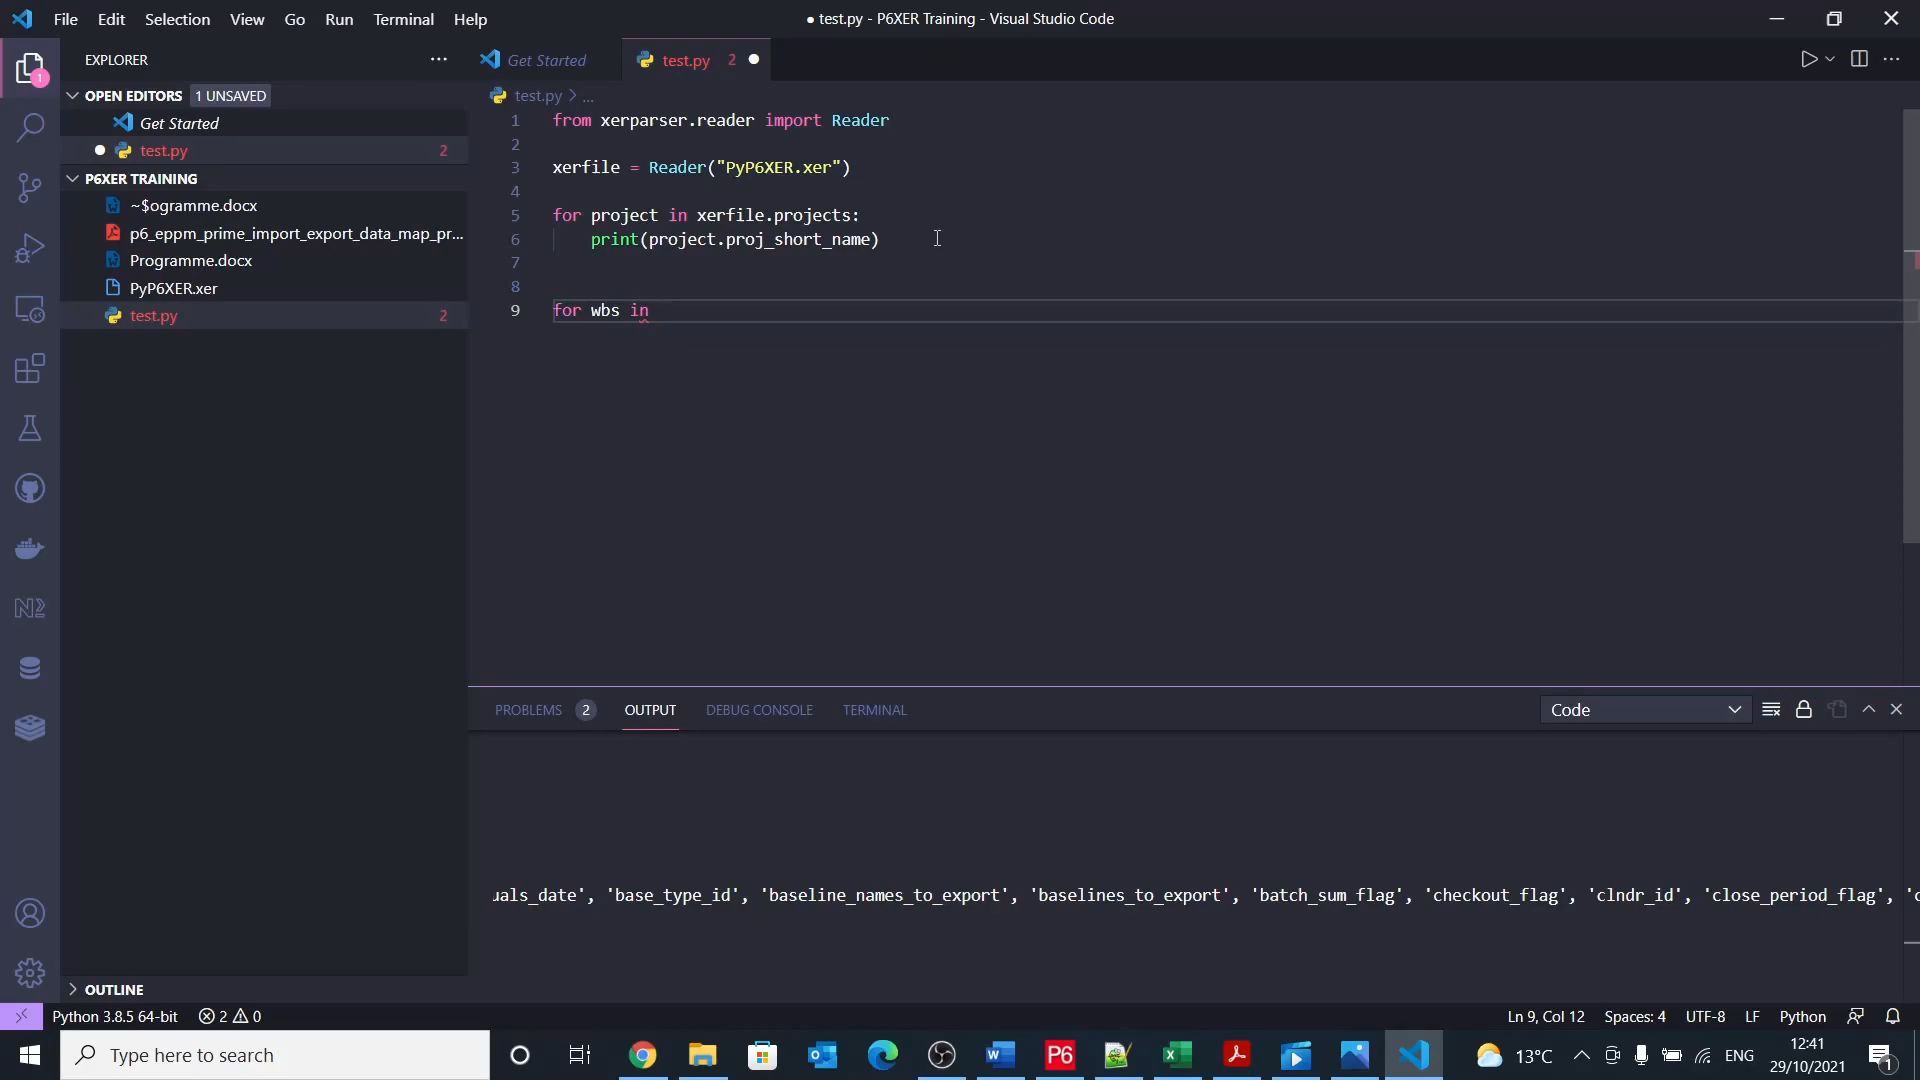 File Edit Selection View Go Run Terminal Help
● test.py - P6XER Training - Visual Studio Code
EXPLORER
Get Started
test.py 2
OPEN EDITORS 1 UNSAVED
test.py > ...
Get Started
test.py 2
P6XER TRAINING
~$ogramme.docx
p6_eppm_prime_import_export_data_map_pr...
Programme.docx
PyP6XER.xer
test.py 2
1 from xerparser.reader import Reader
2
3 xerfile = Reader("PyP6XER.xer")
4
5 for project in xerfile.projects:
6 print(project.proj_short_name)
7
8
9 for wbs in
PROBLEMS 2 OUTPUT DEBUG CONSOLE TERMINAL
Code
'base_type_id', 'baseline_names_to_export', 'baselines_to_export', 'batch_sum_flag', 'checkout_flag', 'clndr_id', 'close_period_flag',
OUTLINE
Python 3.8.5 64-bit 2 0
Ln 9, Col 12 Spaces: 4 UTF-8 LF Python
Type here to search
P6
13°C ENG
12:41
29/10/2021
1